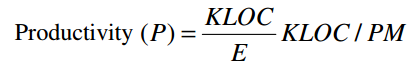 Productivity (P) = KLOC / E KLOC / PM